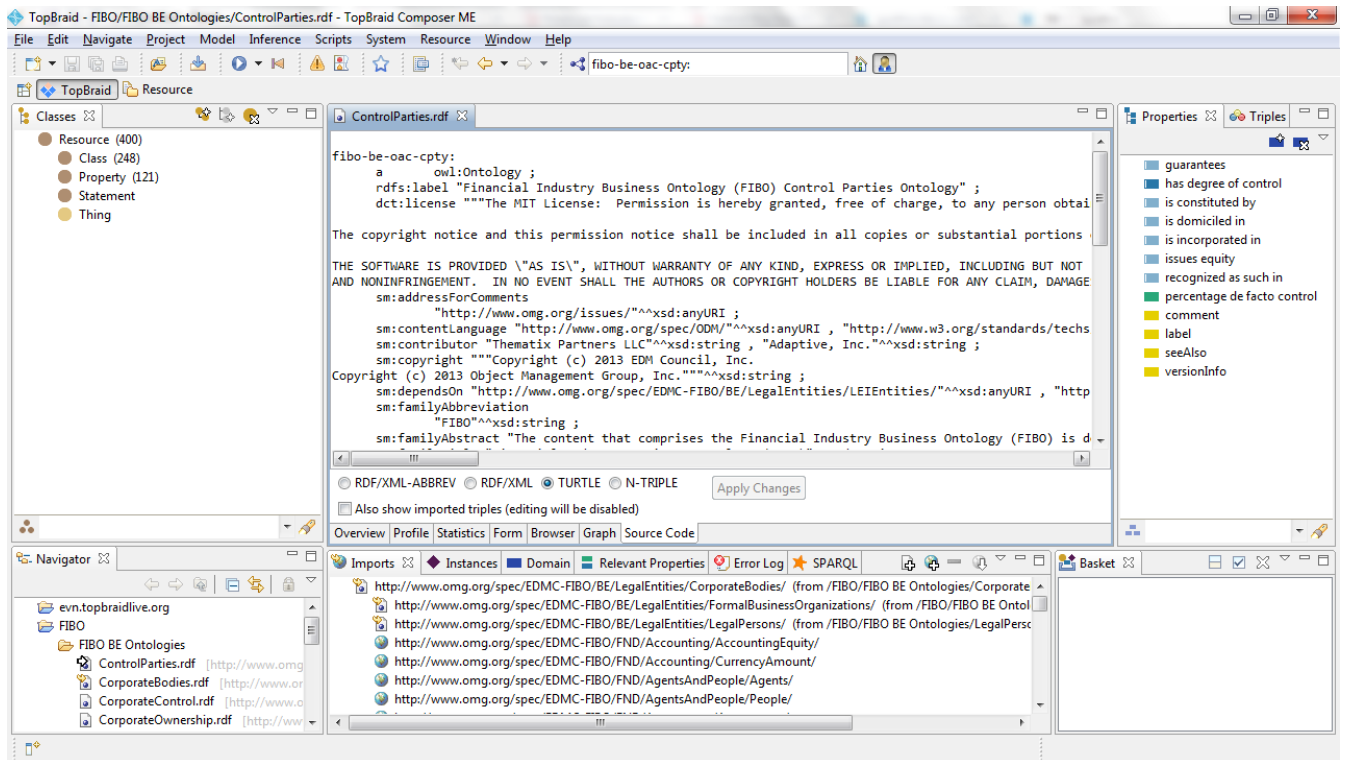 TopBraid - FIBO/FIBO BE Ontologies/ControlParties.rdf - TopBraid Composer ME
File Edit Navigate Project Model Inference Scripts System Resource Window Help
fibo-be-oac-cpty:
TopBraid Resource
Classes
Resource (400)
Class (248)
Property (121)
Statement
Thing
ControlParties.rdf
fibo-be-oac-cpty:
a owl:Ontology ;
rdfs:label "Financial Industry Business Ontology (FIBO) Control Parties Ontology" ;
dct:license """The MIT License: Permission is hereby granted, free of charge, to any person obtai
The copyright notice and this permission notice shall be included in all copies or substantial portions
THE SOFTWARE IS PROVIDED \"AS IS\", WITHOUT WARRANTY OF ANY KIND, EXPRESS OR IMPLIED, INCLUDING BUT NOT
AND NONINFRINGEMENT. IN NO EVENT SHALL THE AUTHORS OR COPYRIGHT HOLDERS BE LIABLE FOR ANY CLAIM, DAMAGE
sm:addressForComments
"http://www.omg.org/issues/"^^xsd:anyURI ;
sm:contentLanguage "http://www.omg.org/spec/ODM/"^^xsd:anyURI , "http://www.w3.org/standards/techs
sm:contributor "Thematix Partners LLC"^^xsd:string , "Adaptive, Inc."^^xsd:string ;
sm:copyright """Copyright (c) 2013 EDM Council, Inc.
Copyright (c) 2013 Object Management Group, Inc."""^^xsd:string ;
sm:dependsOn "http://www.omg.org/spec/EDMC-FIBO/BE/LegalEntities/LEIEntities/"^^xsd:anyURI , "http
sm:familyAbbreviation
"FIBO"^^xsd:string ;
sm:familyAbstract "The content that comprises the Financial Industry Business Ontology (FIBO) is d
RDF/XML-ABBREV RDF/XML TURTLE N-TRIPLE Apply Changes
Also show imported triples (editing will be disabled)
Overview Profile Statistics Form Browser Graph Source Code
Properties Triples
guarantees
has degree of control
is constituted by
is domiciled in
is incorporated in
issues equity
recognized as such in
percentage de facto control
comment
label
seeAlso
versionInfo
Navigator
evn.topbraidlive.org
FIBO
FIBO BE Ontologies
ControlParties.rdf [http://www.omg
CorporateBodies.rdf [http://www.or
CorporateControl.rdf [http://www.o
CorporateOwnership.rdf [http://ww
Imports Instances Domain Relevant Properties Error Log SPARQL
http://www.omg.org/spec/EDMC-FIBO/BE/LegalEntities/CorporateBodies/ (from /FIBO/FIBO BE Ontologies/Corporate
http://www.omg.org/spec/EDMC-FIBO/BE/LegalEntities/FormalBusinessOrganizations/ (from /FIBO/FIBO BE Ontol
http://www.omg.org/spec/EDMC-FIBO/BE/LegalEntities/LegalPersons/ (from /FIBO/FIBO BE Ontologies/LegalPersc
http://www.omg.org/spec/EDMC-FIBO/FND/Accounting/AccountingEquity/
http://www.omg.org/spec/EDMC-FIBO/FND/Accounting/CurrencyAmount/
http://www.omg.org/spec/EDMC-FIBO/FND/AgentsAndPeople/Agents/
http://www.omg.org/spec/EDMC-FIBO/FND/AgentsAndPeople/People/
Basket